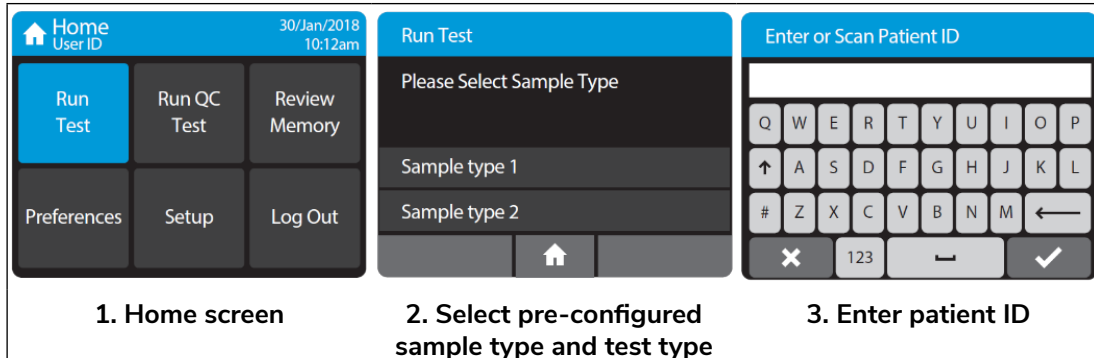 Home
User ID
30/Jan/2018
10:12am
Run
Test
Run QC
Test
Review
Memory
Preferences
Setup
Log Out
1. Home screen
Run Test
Please Select Sample Type
Sample type 1
Sample type 2
2. Select pre-configured
sample type and test type
Enter or Scan Patient ID
Q W E R T Y U I O P
A S D F G H J K L
# Z X C V B N M
123
3. Enter patient ID